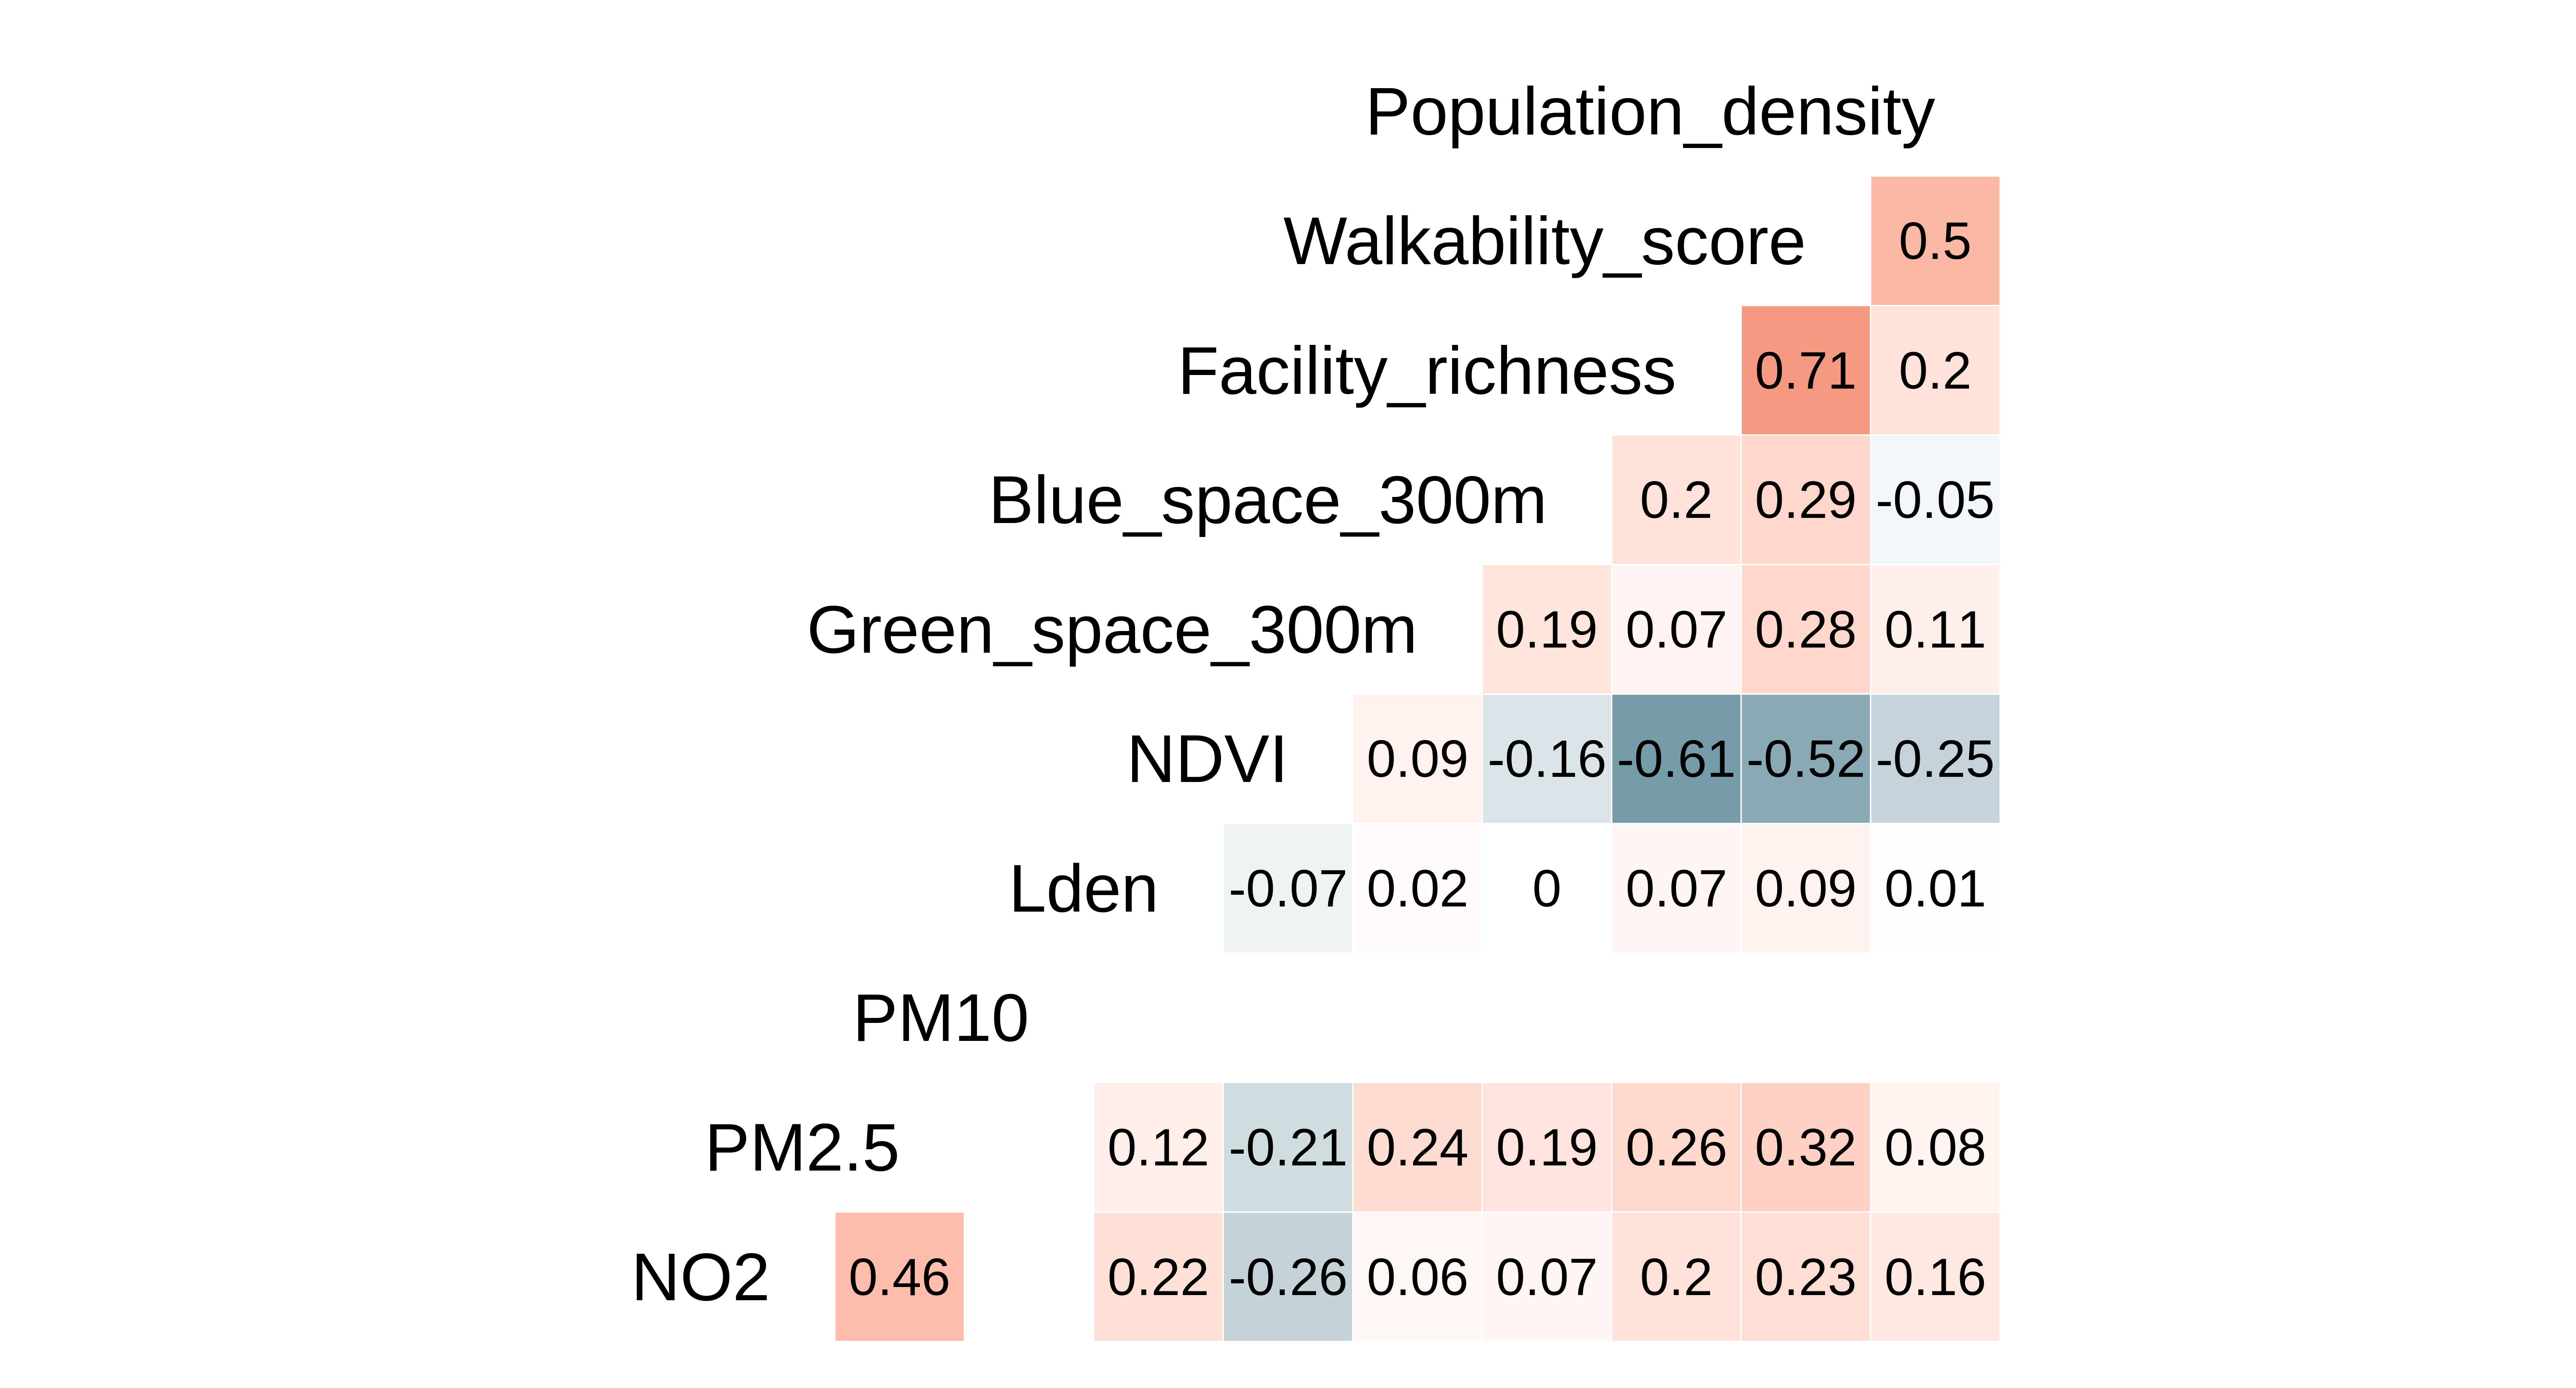 Population_density
Walkability_score 0.5
Facility_richness 0.71 0.2
Blue_space_300m 0.2 0.29 -0.05
Green_space_300m 0.19 0.07 0.28 0.11
NDVI 0.09 -0.16 -0.61 -0.52 -0.25
Lden -0.07 0.02 0 0.07 0.09 0.01
PM10
PM2.5 0.12 -0.21 0.24 0.19 0.26 0.32 0.08
NO2 0.46 0.22 -0.26 0.06 0.07 0.2 0.23 0.16